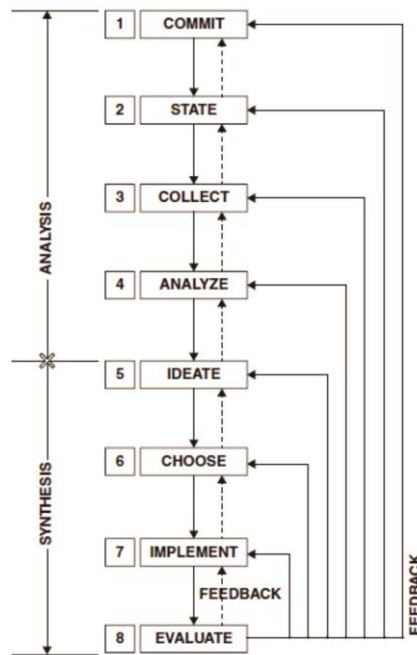 1 COMMIT
2 STATE
3 COLLECT
ANALYSIS
4 ANALYZE
5 IDEATE
6 CHOOSE
SYNTHESIS
7 IMPLEMENT
FEEDBACK
8 EVALUATE
FEEDBACK